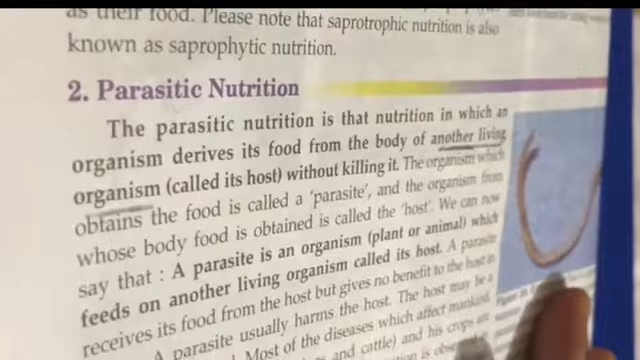 as their food. Please note that saprotrophic nutrition is also
known as saprophytic nutrition.
2. Parasitic Nutrition
The parasitic nutrition is that nutrition in which an
organism derives its food from the body of another living
organism (called its host) without killing it. The organism which
obtains the food is called a 'parasite', and the organism from
whose body food is obtained is called the 'host'. We can now
say that : A parasite is an organism (plant or animal) which
feeds on another living organism called its host. A parasite
receives its food from the host but gives no benefit to the host in
A parasite usually harms the host. The host may be a
Most of the diseases which affect mankind,
and cattle) and his crops are
is observed